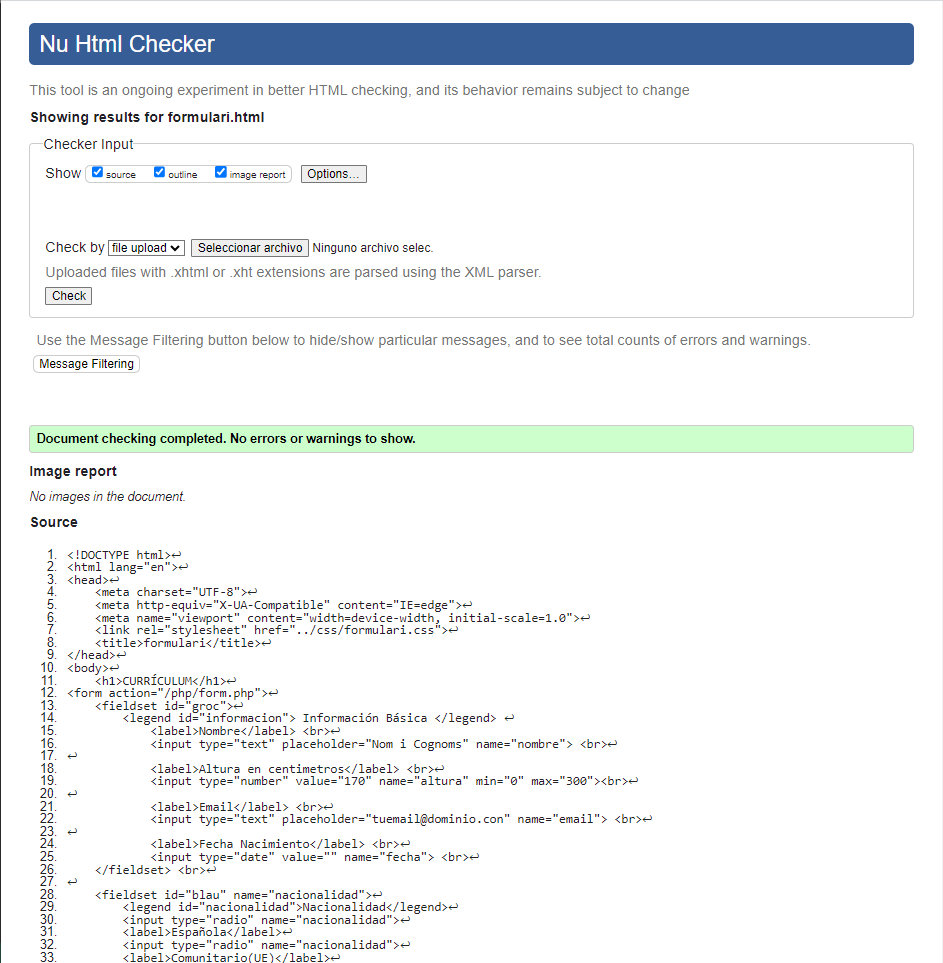 Nu Html Checker
This tool is an ongoing experiment in better HTML checking, and its behavior remains subject to change
Showing results for formulari.html
Checker Input
Show source outline image report Options...
Check by file upload Seleccionar archivo Ninguno archivo selec.
Uploaded files with .xhtml or .xht extensions are parsed using the XML parser.
Check
Use the Message Filtering button below to hide/show particular messages, and to see total counts of errors and warnings.
Message Filtering
Document checking completed. No errors or warnings to show.
Image report
No images in the document.
Source
1. <!DOCTYPE html>↩
2. <html lang="en">↩
3. <head>↩
4. <meta charset="UTF-8">↩
5. <meta http-equiv="X-UA-Compatible" content="IE=edge">↩
6. <meta name="viewport" content="width=device-width, initial-scale=1.0">↩
7. <link rel="stylesheet" href="../css/formulari.css">↩
8. <title>formulari</title>↩
9. </head>↩
10. <body>↩
11. <h1>CURRÍCULUM</h1>↩
12. <form action="/php/form.php">↩
13. <fieldset id="groc">↩
14. <legend id="informacion"> Información Básica </legend> ↩
15. <label>Nombre</label> <br>↩
16. <input type="text" placeholder="Nom i Cognoms" name="nombre"> <br>↩
17. ↩
18. <label>Altura en centimetros</label> <br>↩
19. <input type="number" value="170" name="altura" min="0" max="300"><br>↩
20. ↩
21. <label>Email</label> <br>↩
22. <input type="text" placeholder="tuemail@dominio.con" name="email"> <br>↩
23. ↩
24. <label>Fecha Nacimiento</label> <br>↩
25. <input type="date" value="" name="fecha"> <br>↩
26. </fieldset> <br>↩
27. ↩
28. <fieldset id="blau" name="nacionalidad">↩
29. <legend id="nacionalidad">Nacionalidad</legend>↩
30. <input type="radio" name="nacionalidad">↩
31. <label>Española</label>↩
32. <input type="radio" name="nacionalidad">↩
33. <label>Comunitario(UE)</label>↩